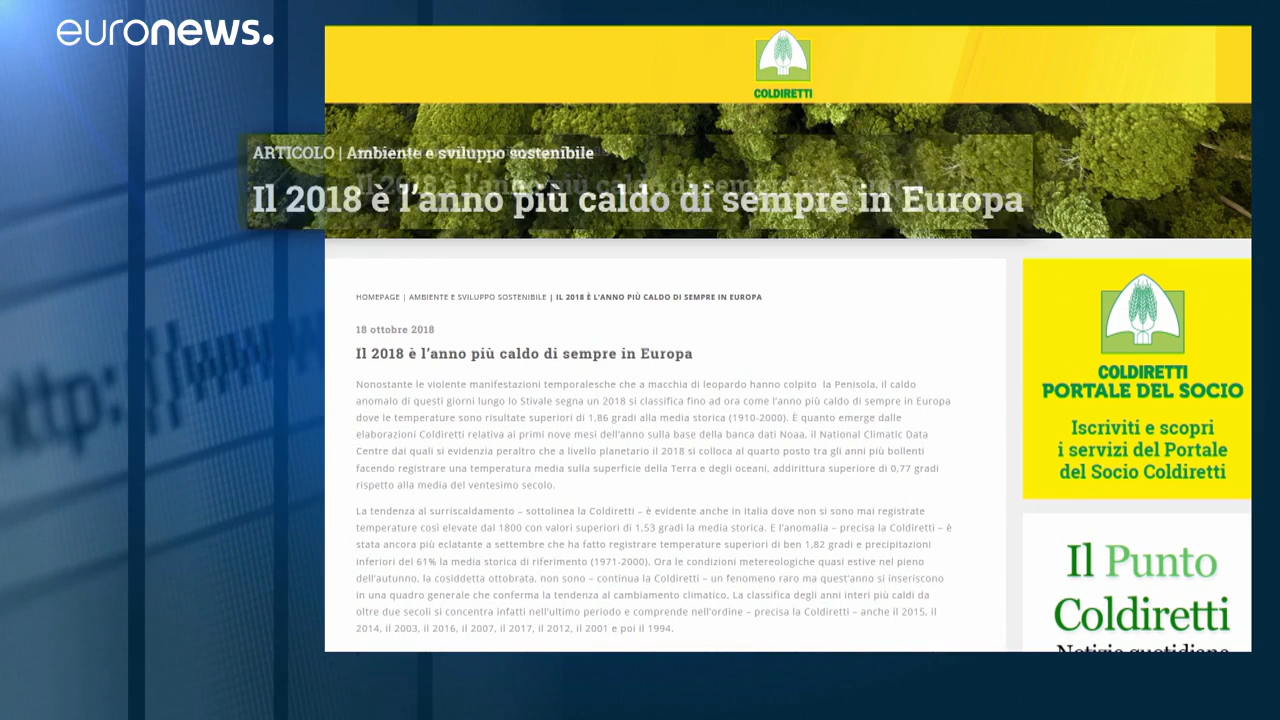 euronews.
COLDIRETTI
ARTICOLO | Ambiente e sviluppo sostenibile
Il 2018 è l’anno più caldo di sempre in Europa
HOMEPAGE | AMBIENTE E SVILUPPO SOSTENIBILE | IL 2018 È L’ANNO PIÙ CALDO DI SEMPRE IN EUROPA
18 ottobre 2018
Il 2018 è l’anno più caldo di sempre in Europa
Nonostante le violente manifestazioni temporalesche che a macchia di leopardo hanno colpito la Penisola, il caldo
anomalo di questi giorni lungo lo Stivale segna un 2018 si classifica fino ad ora come l’anno più caldo di sempre in Europa
dove le temperature sono risultate superiori di 1,86 gradi alla media storica (1910-2000). È quanto emerge dalle
elaborazioni Coldiretti relativa ai primi nove mesi dell’anno sulla base della banca dati Noaa, il National Climatic Data
Centre dai quali si evidenzia peraltro che a livello planetario il 2018 si colloca al quarto posto tra gli anni più bollenti
facendo registrare una temperatura media sulla superficie della Terra e degli oceani, addirittura superiore di 0,77 gradi
rispetto alla media del ventesimo secolo.
La tendenza al surriscaldamento – sottolinea la Coldiretti – è evidente anche in Italia dove non si sono mai registrate
temperature così elevate dal 1800 con valori superiori di 1,53 gradi la media storica. E l’anomalia – precisa la Coldiretti – è
stata ancora più eclatante a settembre che ha fatto registrare temperature superiori di ben 1,82 gradi e precipitazioni
inferiori del 61% la media storica di riferimento (1971-2000). Ora le condizioni metereologiche quasi estive nel pieno
dell’autunno, la cosiddetta ottobrata, non sono – continua la Coldiretti – un fenomeno raro ma quest’anno si inseriscono
in una quadro generale che conferma la tendenza al cambiamento climatico. La classifica degli anni interi più caldi da
oltre due secoli si concentra infatti nell’ultimo periodo e comprende nell’ordine – precisa la Coldiretti – anche il 2015, il
2014, il 2003, il 2016, il 2007, il 2017, il 2012, il 2001 e poi il 1994.
COLDIRETTI
PORTALE DEL SOCIO
Iscriviti e scopri
i servizi del Portale
del Socio Coldiretti
Il Punto
Coldiretti
Notizie quotidiane
http://www